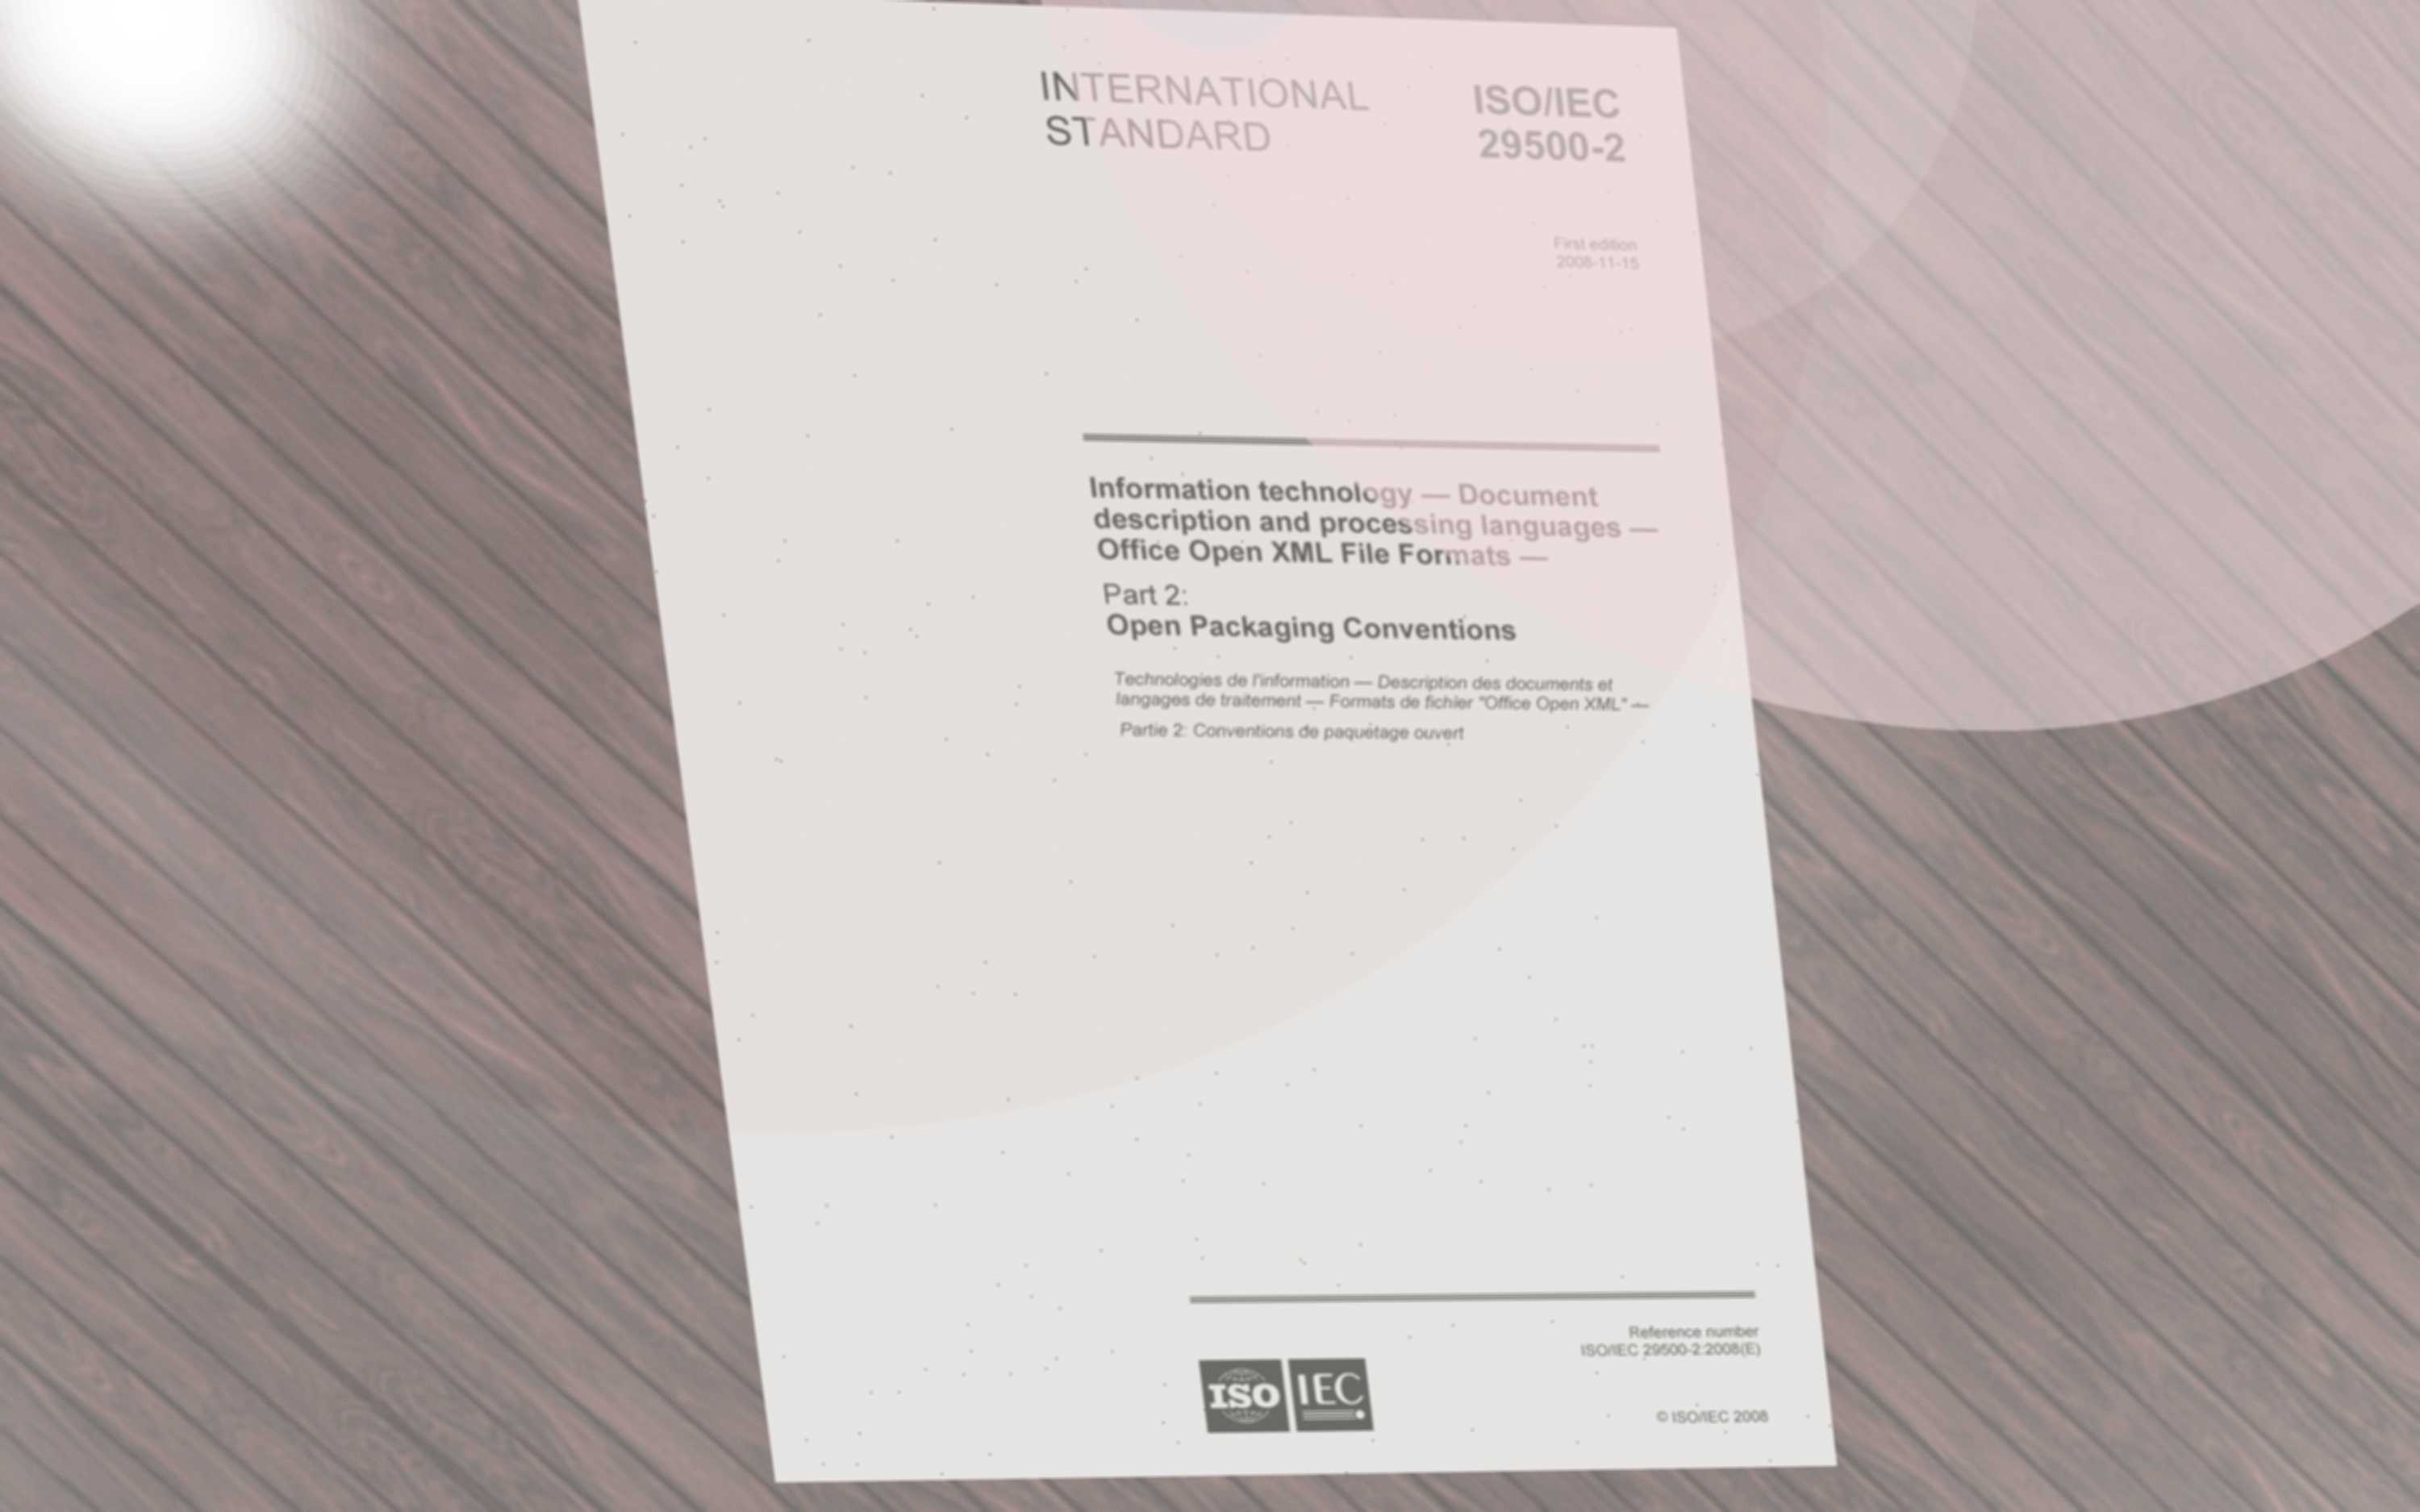 INTERNATIONAL
STANDARD
ISO/IEC
29500-2
First edition
2008-11-15
Information technology — Document
description and processing languages —
Office Open XML File Formats —
Part 2:
Open Packaging Conventions
Technologies de l'information — Description des documents et
langages de traitement — Formats de fichier "Office Open XML" —
Partie 2: Conventions de paquetage ouvert
Reference number
ISO/IEC 29500-2:2008(E)
ISO IEC
© ISO/IEC 2008